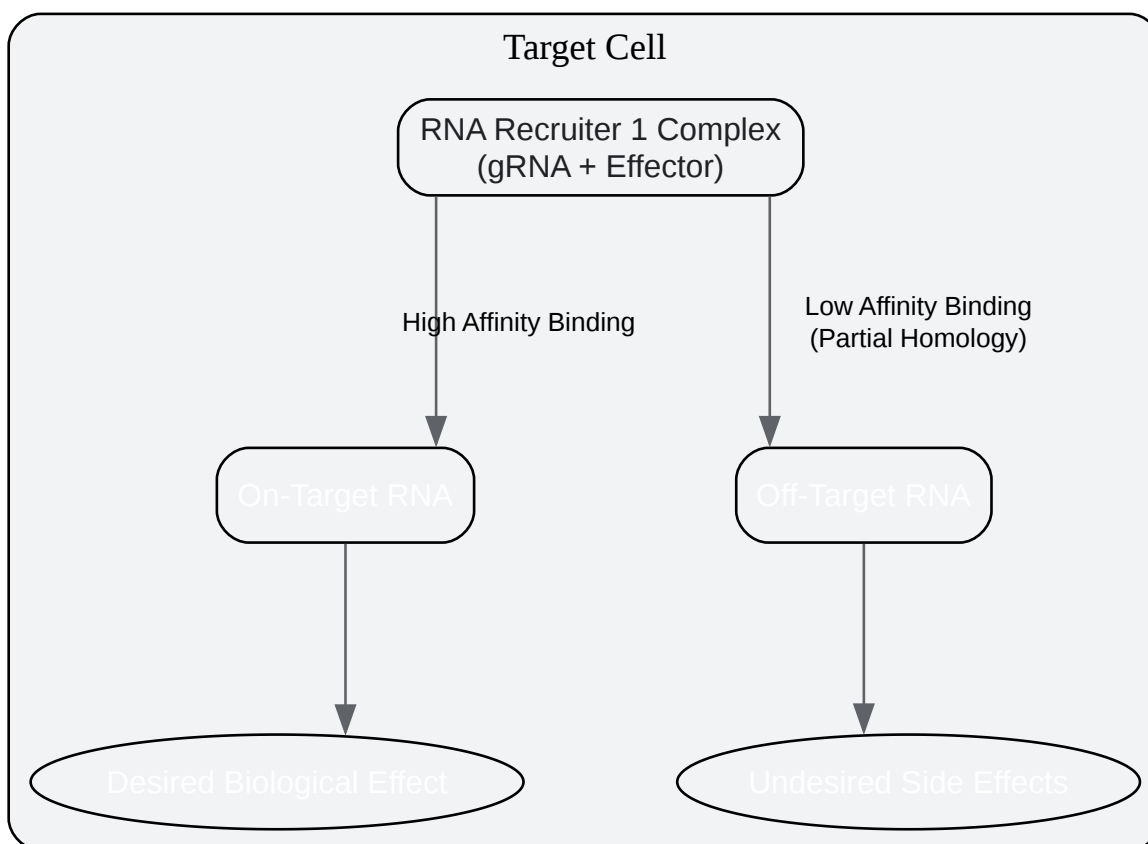 Target Cell
RNA Recruiter 1 Complex
(gRNA + Effector)
High Affinity Binding
Low Affinity Binding
(Partial Homology)
On-Target RNA
Off-Target RNA
Desired Biological Effect
Undesired Side Effects